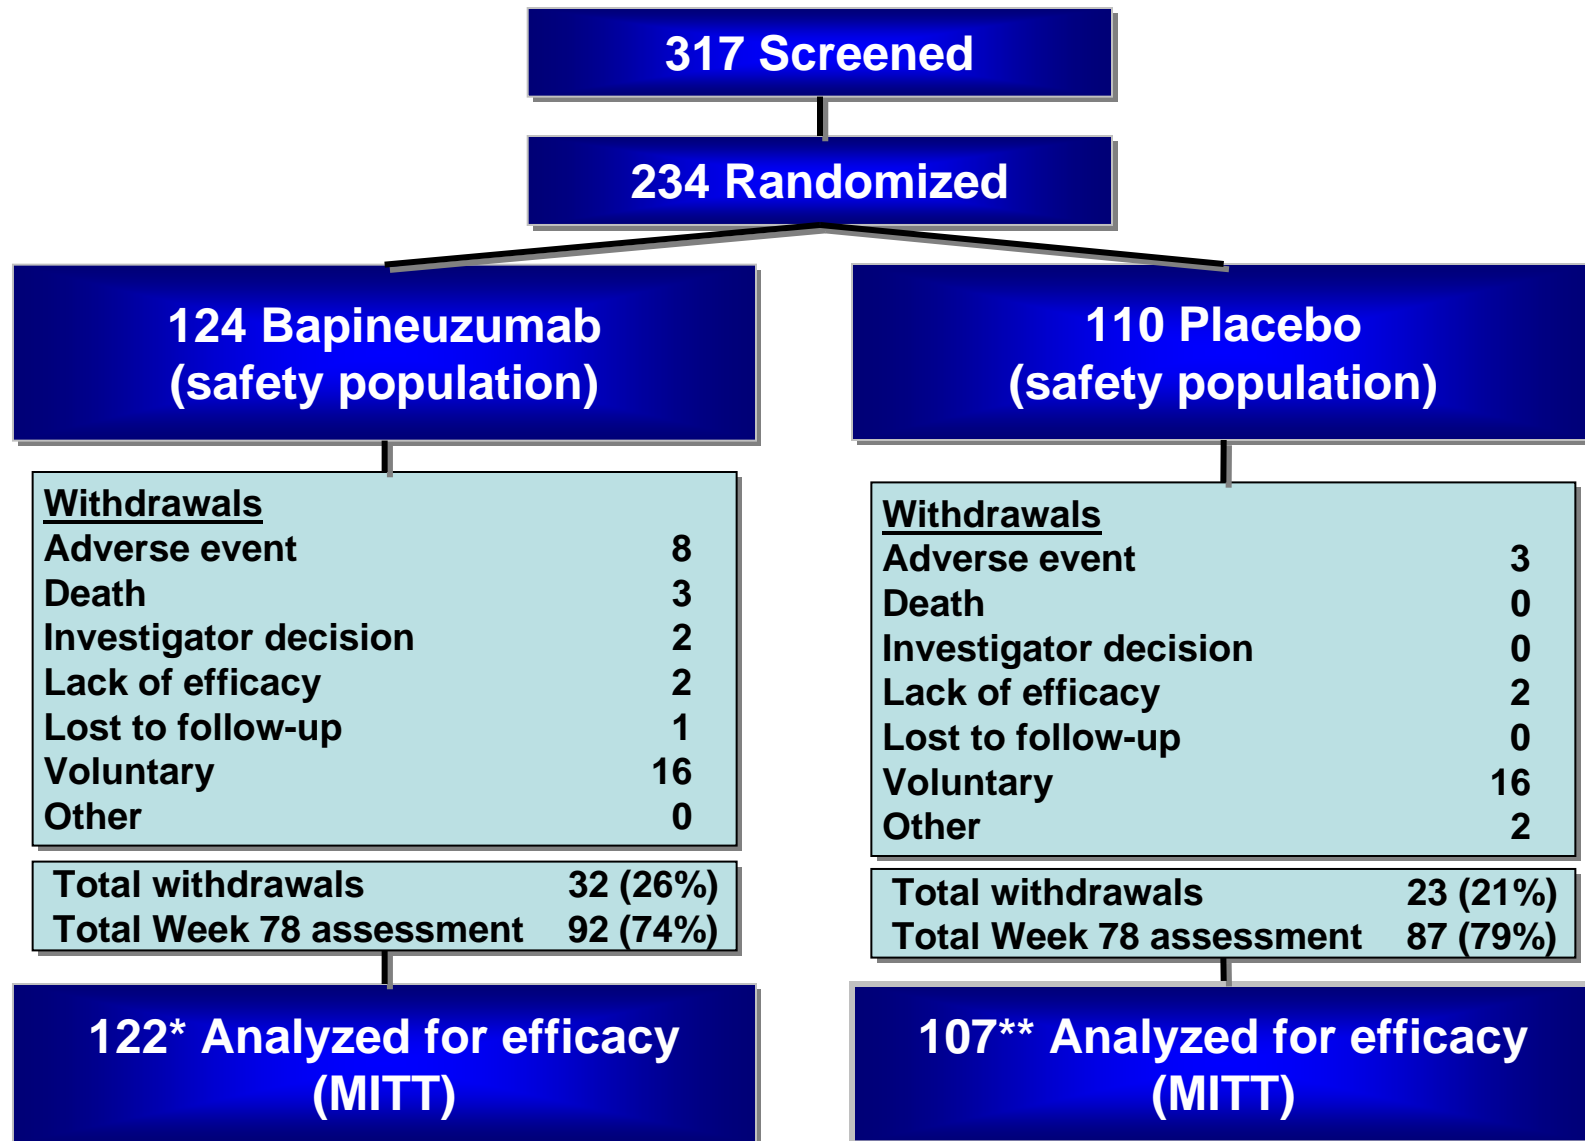 317 Screened
234 Randomized
124 Bapineuzumab
(safety population)
Withdrawals
Adverse event 8
Death 3
Investigator decision 2
Lack of efficacy 2
Lost to follow-up 1
Voluntary 16
Other 0
Total withdrawals 32 (26%)
Total Week 78 assessment 92 (74%)
122* Analyzed for efficacy
(MITT)
110 Placebo
(safety population)
Withdrawals
Adverse event 3
Death 0
Investigator decision 0
Lack of efficacy 2
Lost to follow-up 0
Voluntary 16
Other 2
Total withdrawals 23 (21%)
Total Week 78 assessment 87 (79%)
107** Analyzed for efficacy
(MITT)